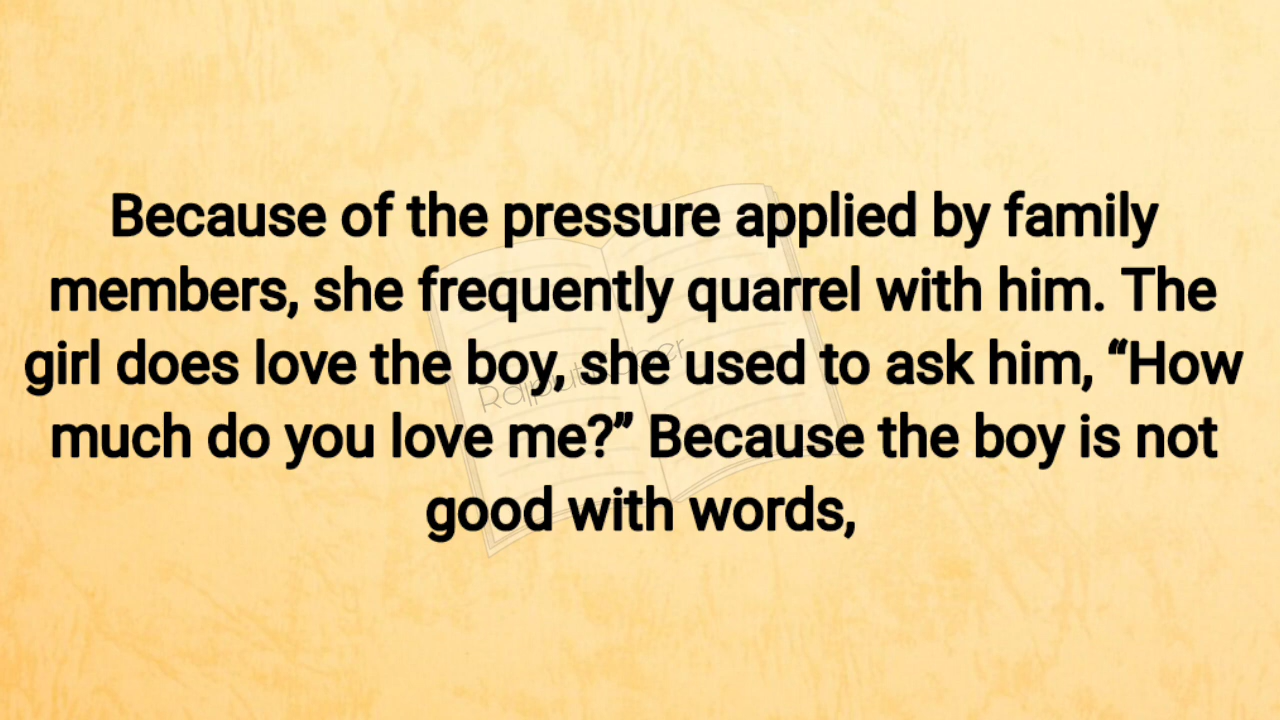 Because of the pressure applied by family
members, she frequently quarrel with him. The
girl does love the boy, she used to ask him, “How
much do you love me?” Because the boy is not
good with words,